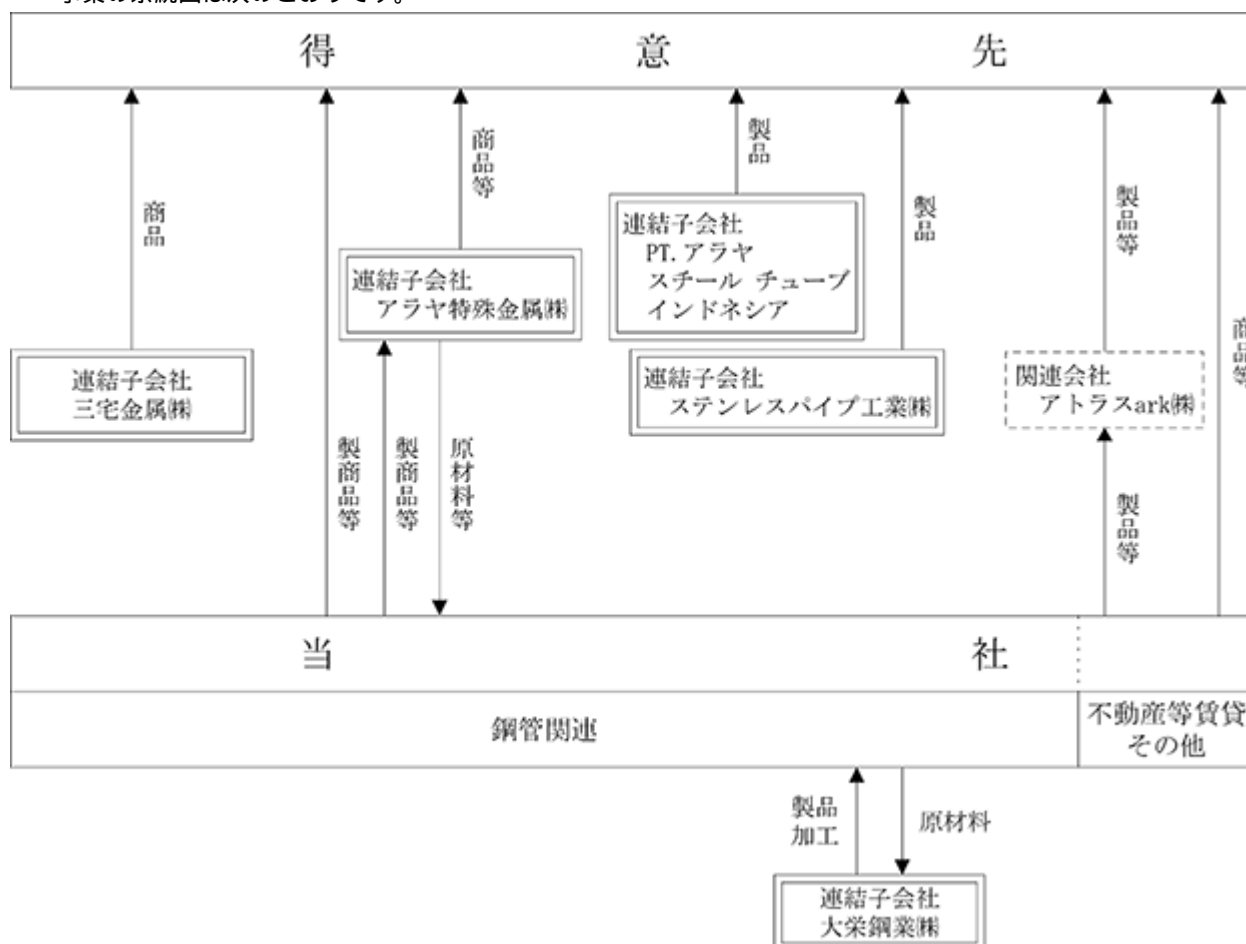 事業の系統図は次のとおりです。
得意先
商品
商品等
製品
製品
製品等
商品等
連結子会社
三宅金属㈱
連結子会社
アラヤ特殊金属㈱
連結子会社
PT.アラヤ
スチール チューブ
インドネシア
連結子会社
ステンレスパイプ工業㈱
関連会社
アトラスark㈱
製商品等
製商品等
原材料等
製品等
当社
鋼管関連
不動産等賃貸
その他
製品
加工
原材料
連結子会社
大栄鋼業㈱